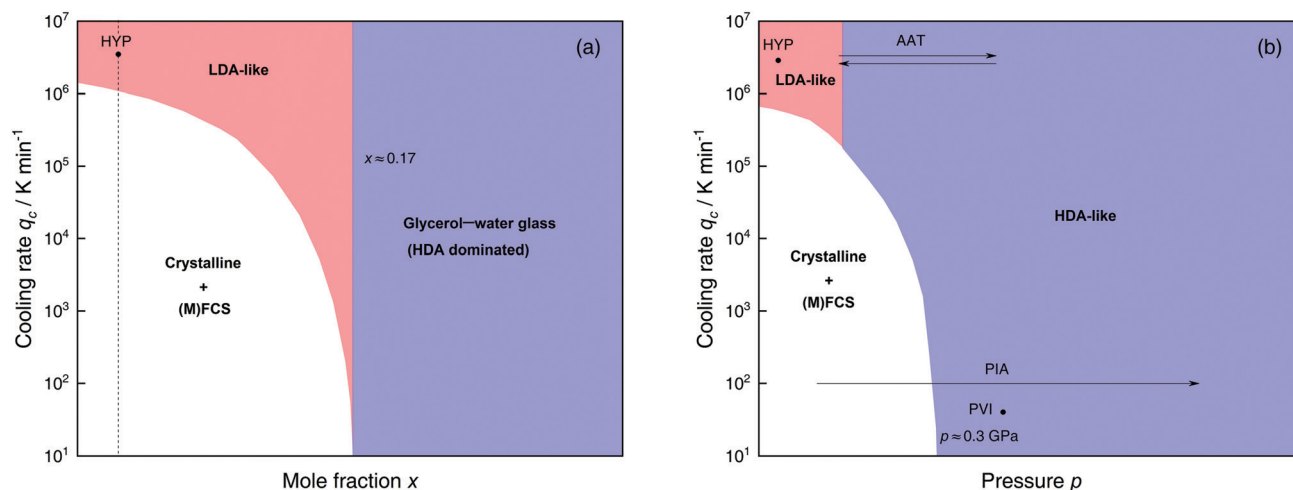 10⁷
10⁶
10⁵
10⁴
10³
10²
10¹
Cooling rate q_c / K min⁻¹
HYP
(a)
LDA-like
x ≈ 0.17
Glycerol—water glass
(HDA dominated)
Crystalline
+
(M)FCS
Mole fraction x
10⁷
10⁶
10⁵
10⁴
10³
10²
10¹
Cooling rate q_c / K min⁻¹
HYP
AAT
(b)
LDA-like
HDA-like
Crystalline
+
(M)FCS
PIA
PVI
p ≈ 0.3 GPa
Pressure p